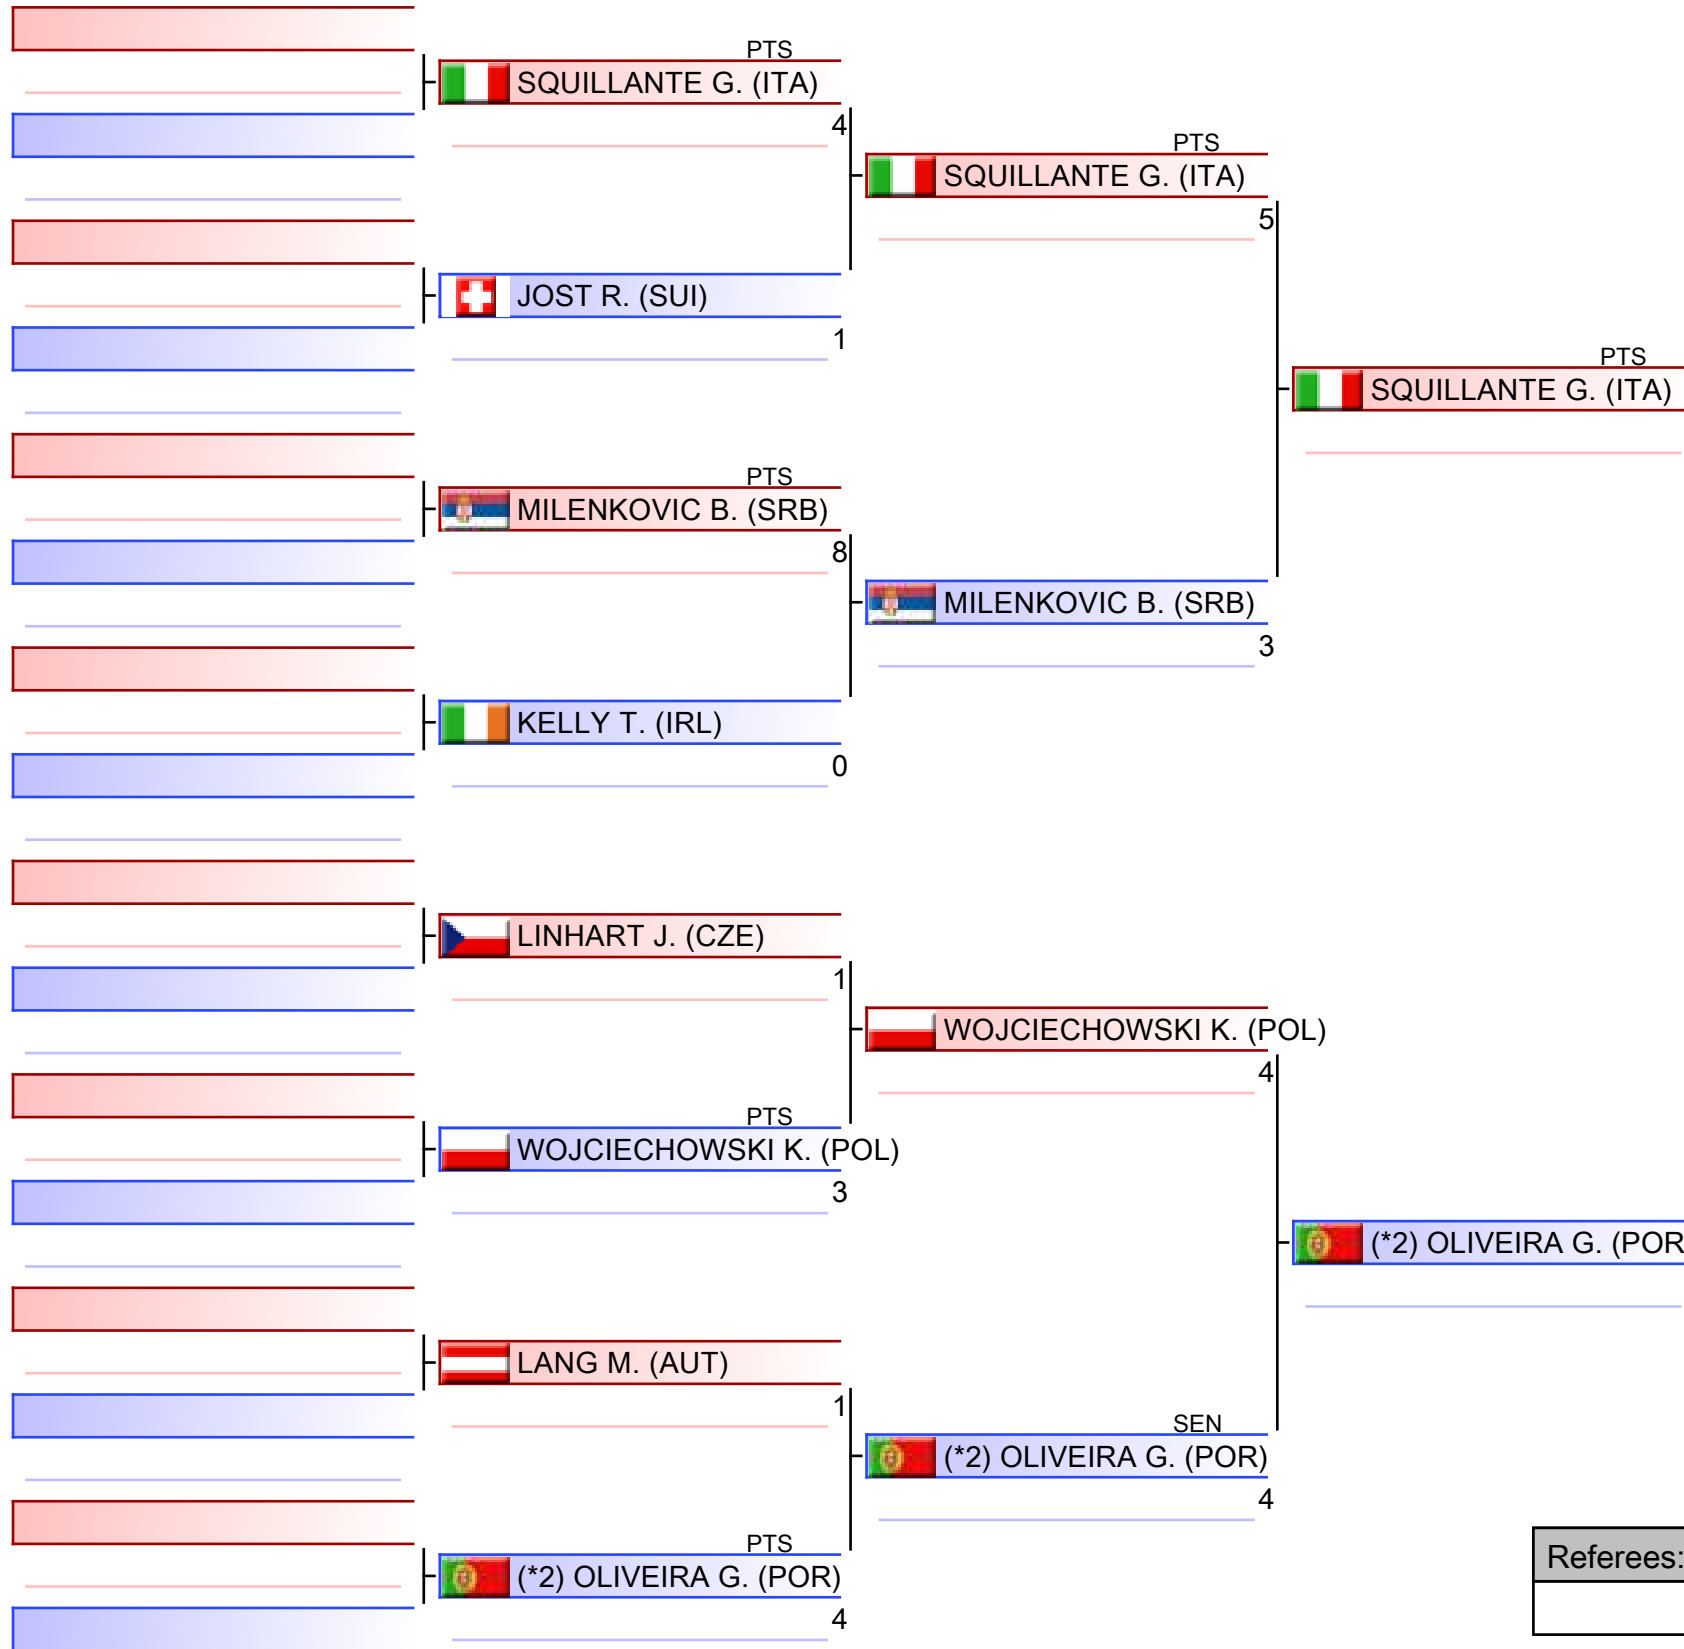 PTS
SQUILLANTE G. (ITA)
4
JOST R. (SUI)
1
PTS
MILENKOVIC B. (SRB)
8
KELLY T. (IRL)
0
LINHART J. (CZE)
1
PTS
WOJCIECHOWSKI K. (POL)
3
LANG M. (AUT)
1
PTS
(*2) OLIVEIRA G. (POR)
4
PTS
SQUILLANTE G. (ITA)
5
MILENKOVIC B. (SRB)
3
WOJCIECHOWSKI K. (POL)
4
SEN
(*2) OLIVEIRA G. (POR)
4
PTS
SQUILLANTE G. (ITA)
(*2) OLIVEIRA G. (POR
Referees: